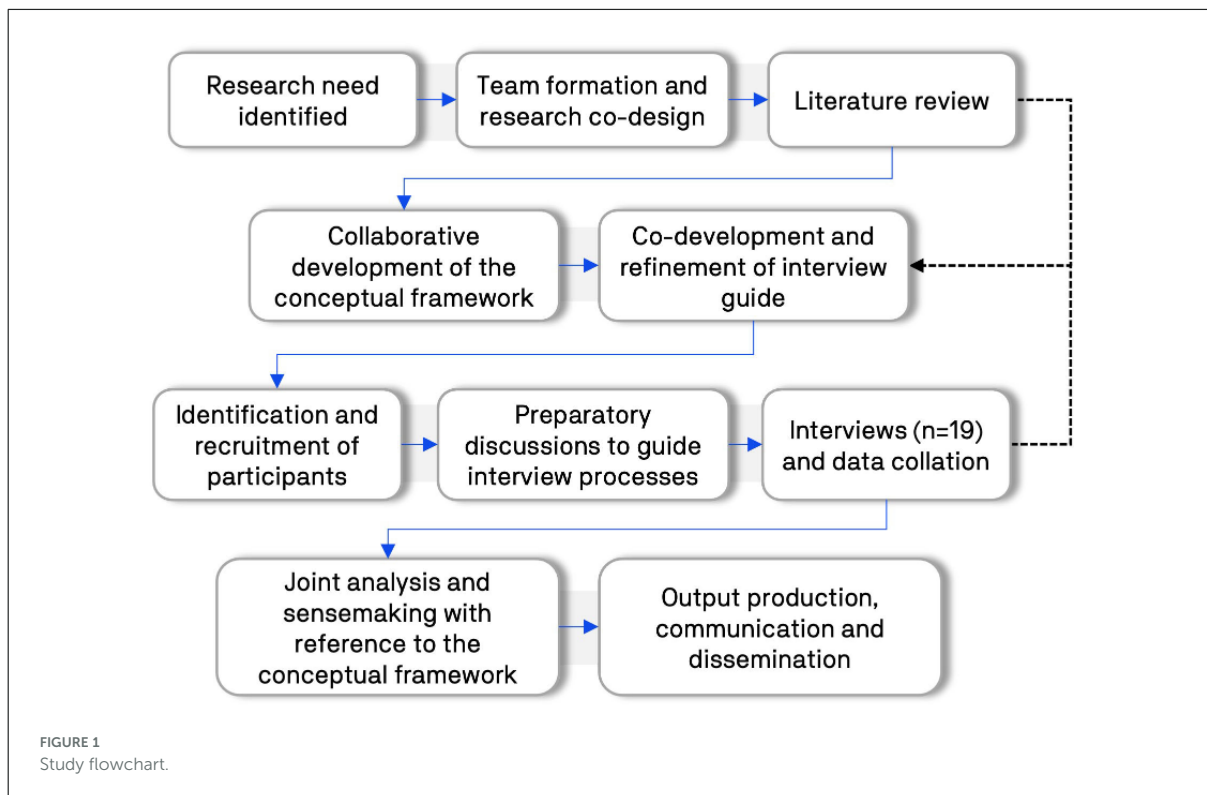 Research need
identified
Team formation and
research co-design
Literature review
Collaborative
development of the
conceptual framework
Co-development and
refinement of interview
guide
Identification and
recruitment of
participants
Preparatory
discussions to guide
interview processes
Interviews (n=19)
and data collation
Joint analysis and
sensemaking with
reference to the
conceptual framework
Output production,
communication and
dissemination
FIGURE 1
Study flowchart.